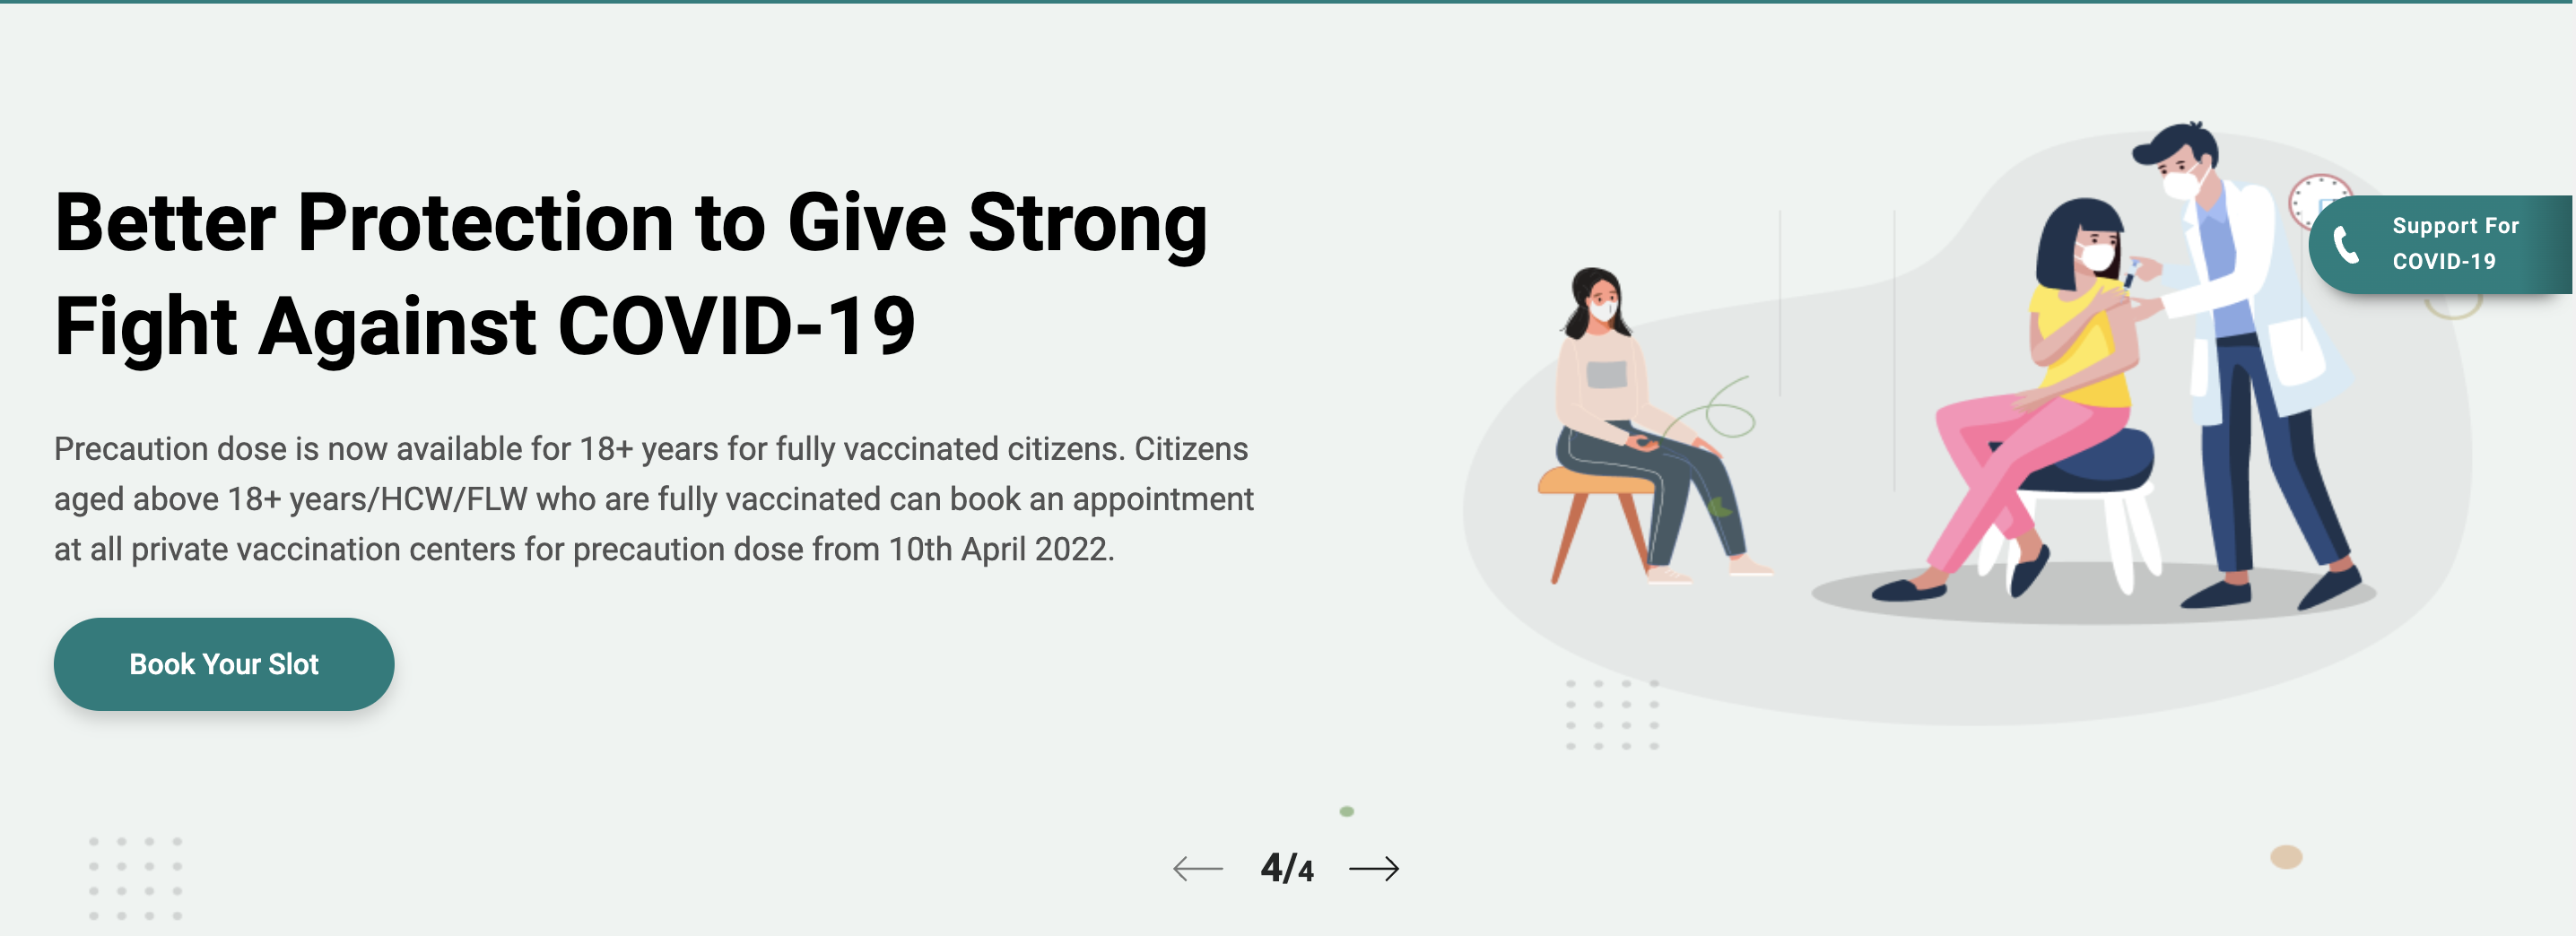 Better Protection to Give Strong
Fight Against COVID-19
Precaution dose is now available for 18+ years for fully vaccinated citizens. Citizens
aged above 18+ years/HCW/FLW who are fully vaccinated can book an appointment
at all private vaccination centers for precaution dose from 10th April 2022.
Book Your Slot
Support For
COVID-19
4/4